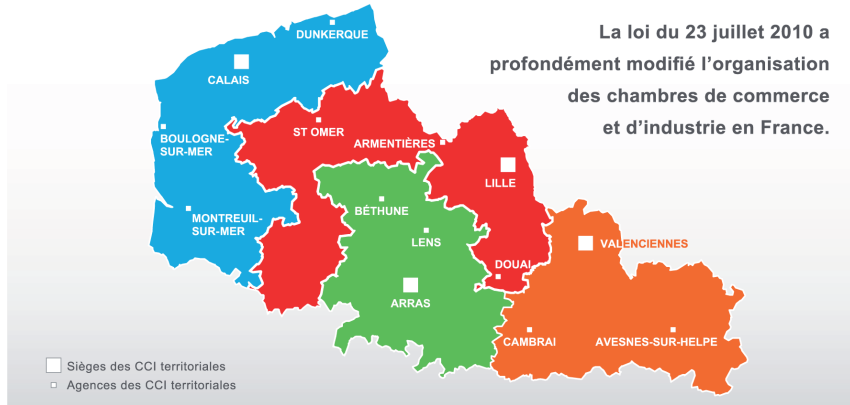 La loi du 23 juillet 2010 a
profondément modifié l'organisation
des chambres de commerce
et d'industrie en France.
DUNKERQUE
CALAIS
ST OMER
ARMENTIÈRES
BOULOGNE-
SUR-MER
LILLE
BÉTHUNE
MONTREUIL-
SUR-MER
LENS
VALENCIENNES
DOUAI
ARRAS
CAMBRAI
AVESNES-SUR-HELPE
Sièges des CCI territoriales
Agences des CCI territoriales